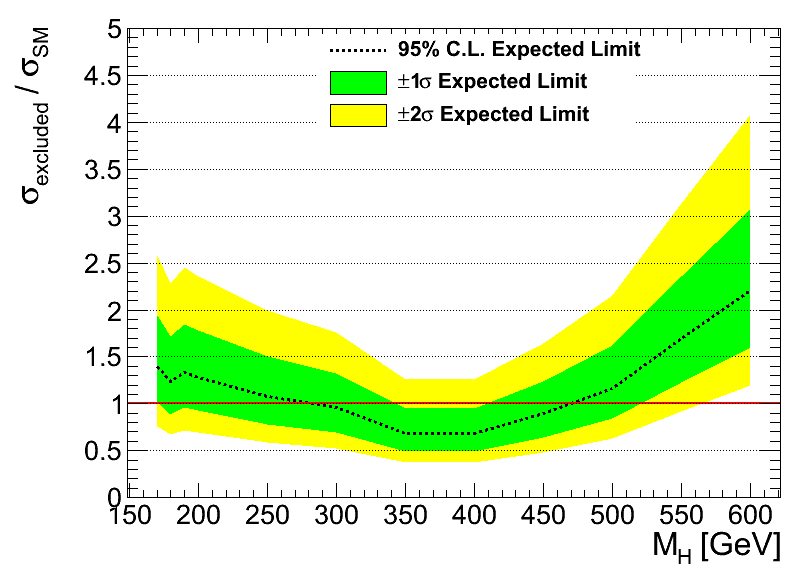 σexcluded / σSM
5
4.5
4
3.5
3
2.5
2
1.5
1
0.5
0
95% C.L. Expected Limit
±1σ Expected Limit
±2σ Expected Limit
150 200 250 300 350 400 450 500 550 600
MH [GeV]